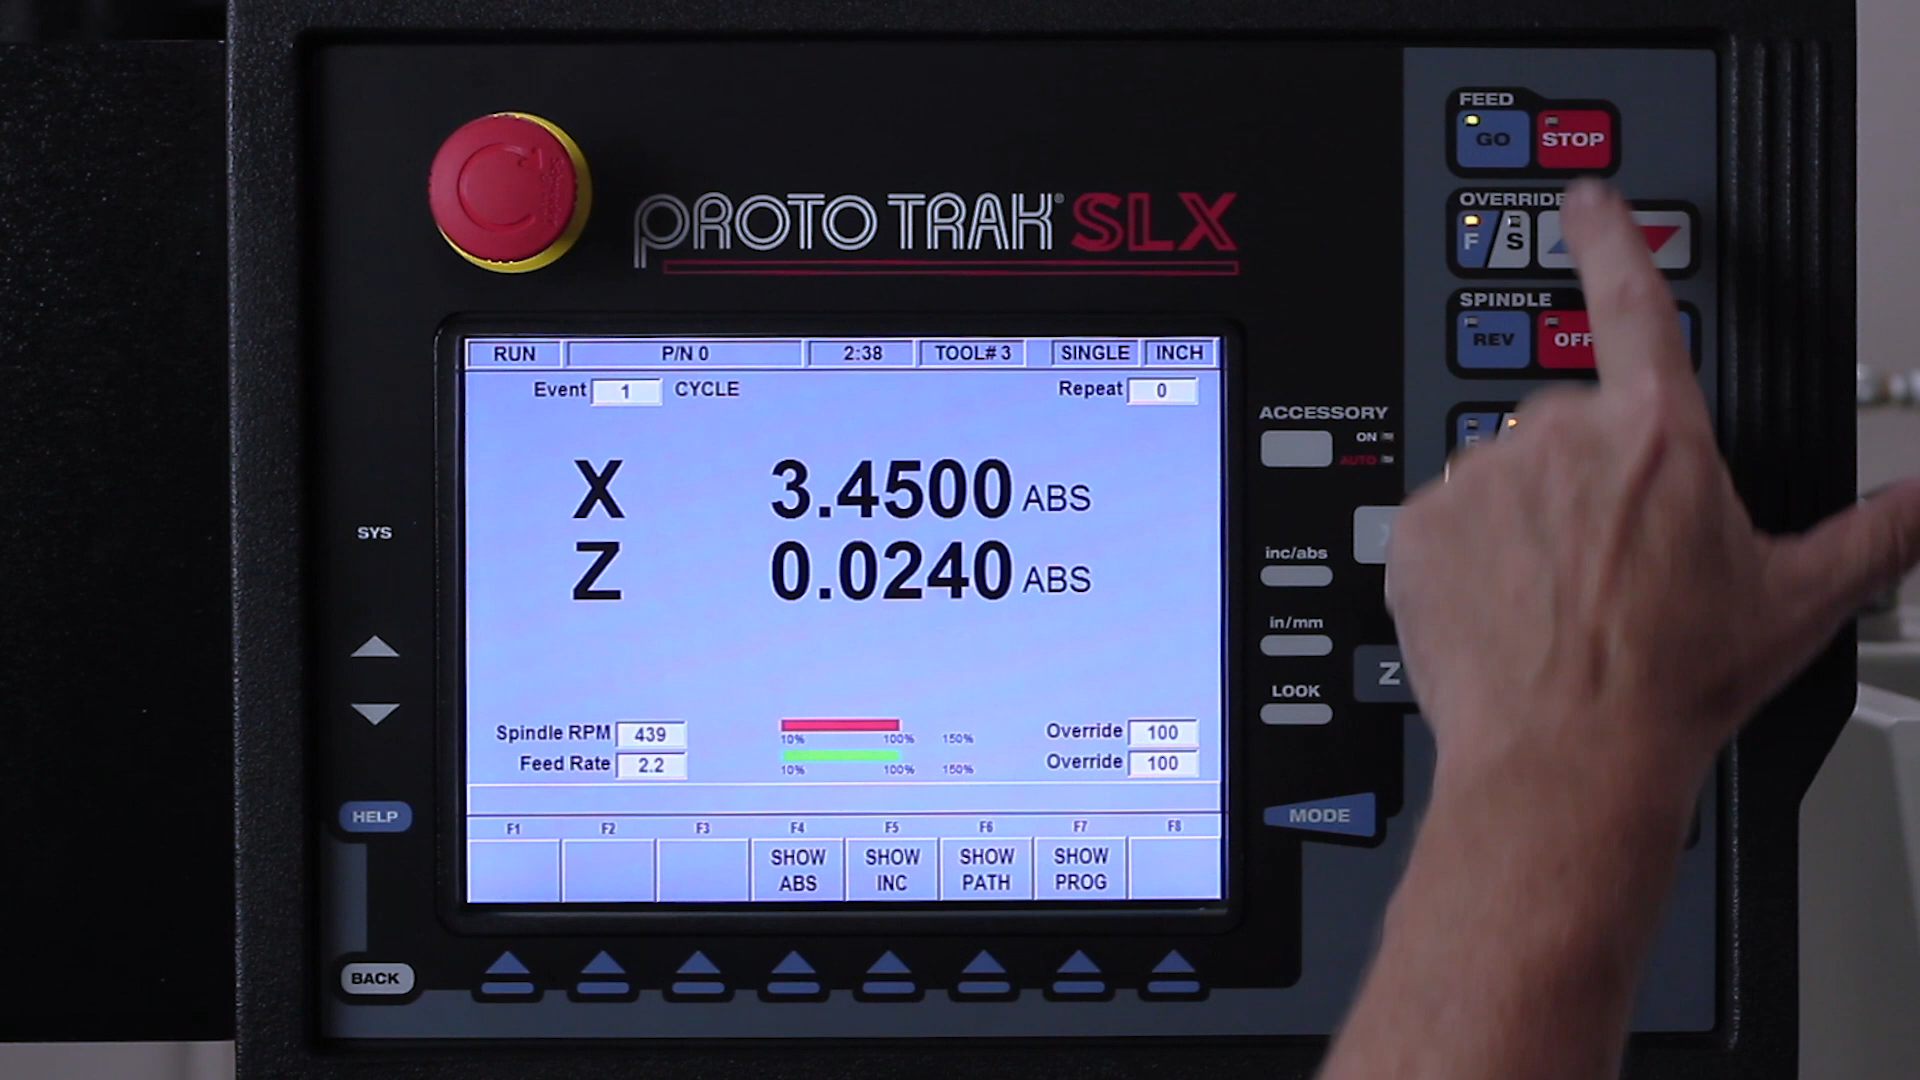 FEED
GO STOP
OVERRIDE
F S
PROTO TRAK® SLX
SPINDLE
REV OFF
RUN P/N 0 2:38 TOOL# 3 SINGLE INCH
Event 1 CYCLE Repeat 0
ACCESSORY
ON
AUTO
X 3.4500 ABS
Z 0.0240 ABS
SYS
inc/abs
in/mm
Z
LOOK
Spindle RPM 439 10% 100% 150% Override 100
Feed Rate 2.2 10% 100% 150% Override 100
HELP
MODE
F1 F2 F3 F4 F5 F6 F7 F8
SHOW ABS
SHOW INC
SHOW PATH
SHOW PROG
BACK